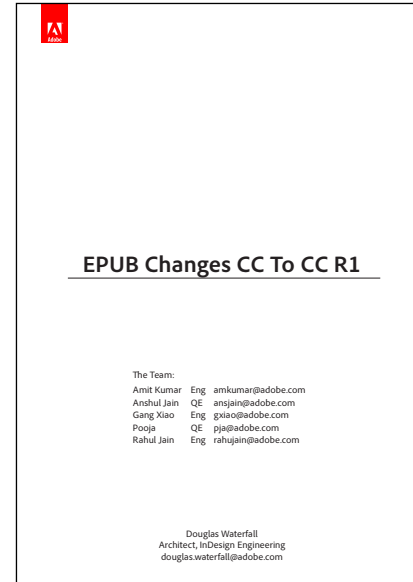 Adobe
EPUB Changes CC To CC R1
The Team:
Amit Kumar Eng amkumar@adobe.com
Anshul Jain QE ansjain@adobe.com
Gang Xiao Eng gxiao@adobe.com
Pooja QE pja@adobe.com
Rahul Jain Eng rahujain@adobe.com
Douglas Waterfall
Architect, InDesign Engineering
douglas.waterfall@adobe.com